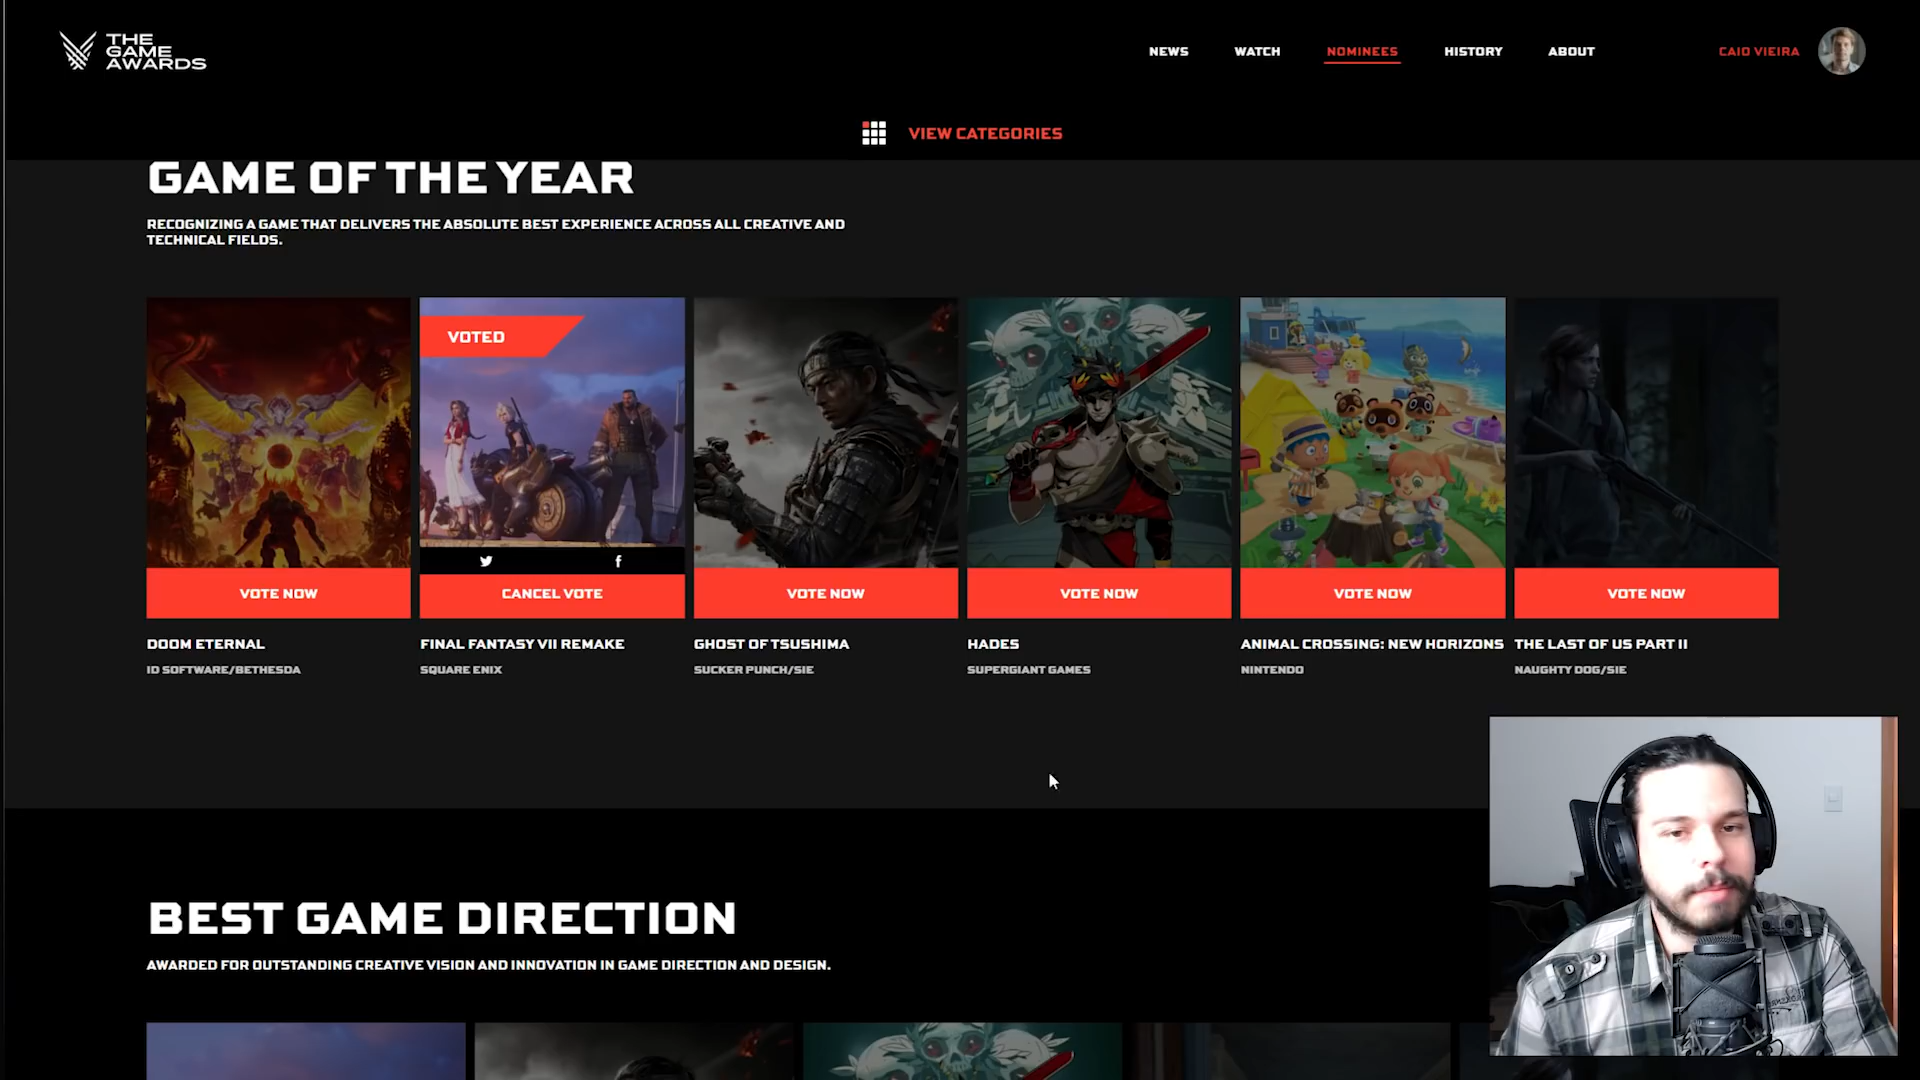 THE
GAME
AWARDS
NEWS
WATCH
NOMINEES
HISTORY
ABOUT
CAIO VIEIRA
VIEW CATEGORIES
GAME OF THE YEAR
RECOGNIZING A GAME THAT DELIVERS THE ABSOLUTE BEST EXPERIENCE ACROSS ALL CREATIVE AND
TECHNICAL FIELDS.
VOTED
VOTE NOW
CANCEL VOTE
VOTE NOW
VOTE NOW
VOTE NOW
VOTE NOW
DOOM ETERNAL
FINAL FANTASY VII REMAKE
GHOST OF TSUSHIMA
HADES
ANIMAL CROSSING: NEW HORIZONS
THE LAST OF US PART II
ID SOFTWARE/BETHESDA
SQUARE ENIX
SUCKER PUNCH/SIE
SUPERGIANT GAMES
NINTENDO
NAUGHTY DOG/SIE
BEST GAME DIRECTION
AWARDED FOR OUTSTANDING CREATIVE VISION AND INNOVATION IN GAME DIRECTION AND DESIGN.